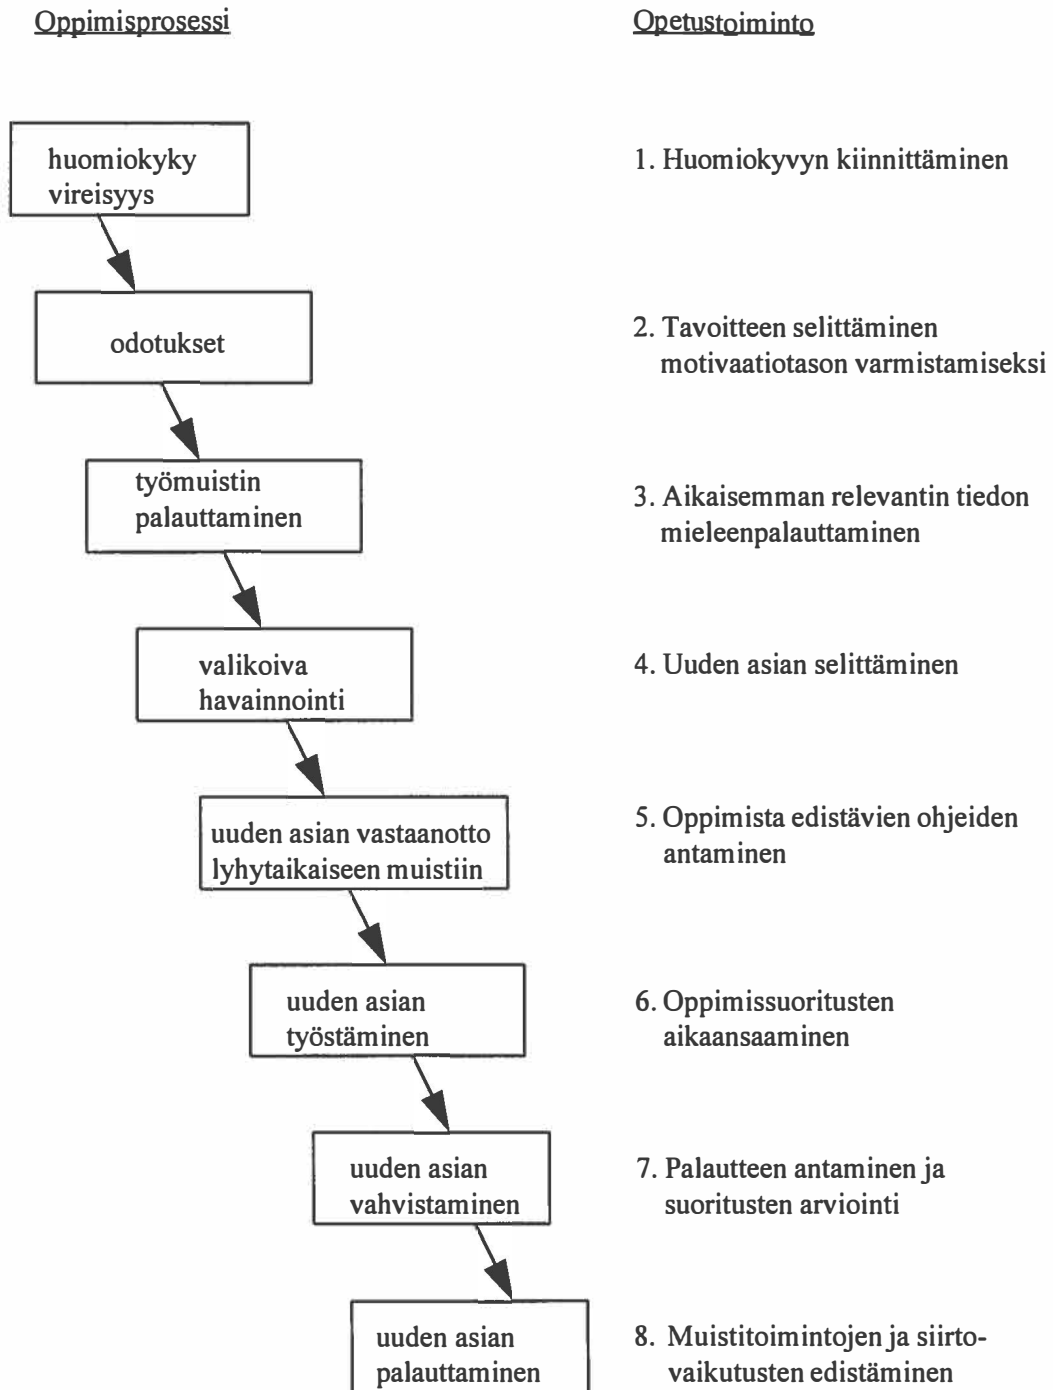 Oppimisprosessi
Opetustoiminto
huomiokyky
vireisyys
1. Huomiokyvyn kiinnittäminen
odotukset
2. Tavoitteen selittäminen
motivaatiotason varmistamiseksi
työmuistin
palauttaminen
3. Aikaisemman relevantin tiedon
mieleenpalauttaminen
valikoiva
havainnointi
4. Uuden asian selittäminen
uuden asian vastaanotto
lyhytaikaiseen muistiin
5. Oppimista edistävien ohjeiden
antaminen
uuden asian
työstäminen
6. Oppimissuoritusten
aikaansaaminen
uuden asian
vahvistaminen
7. Palautteen antaminen ja
suoritusten arviointi
uuden asian
palauttaminen
8. Muistitoimintojen ja siirto-
vaikutusten edistäminen